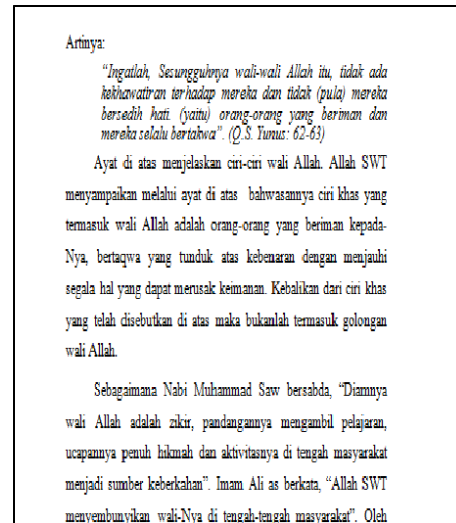 Artinya:
“Ingatlah, Sesungguhnya wali-wali Allah itu, tidak ada
kekhawatiran terhadap mereka dan tidak (pula) mereka
bersedih hati. (yaitu) orang-orang yang beriman dan
mereka selalu bertakwa”. (Q.S. Yunus: 62-63)
Ayat di atas menjelaskan ciri-ciri wali Allah. Allah SWT
menyampaikan melalui ayat di atas bahwasannya ciri khas yang
termasuk wali Allah adalah orang-orang yang beriman kepada-
Nya, bertaqwa yang tunduk atas kebenaran dengan menjauhi
segala hal yang dapat merusak keimanan. Kebalikan dari ciri khas
yang telah disebutkan di atas maka bukanlah termasuk golongan
wali Allah.
Sebagaimana Nabi Muhammad Saw bersabda, “Diamnya
wali Allah adalah zikir, pandangannya mengambil pelajaran,
ucapannya penuh hikmah dan aktivitasnya di tengah masyarakat
menjadi sumber keberkahan”. Imam Ali as berkata, “Allah SWT
menyembunyikan wali-Nya di tengah-tengah masyarakat”. Oleh